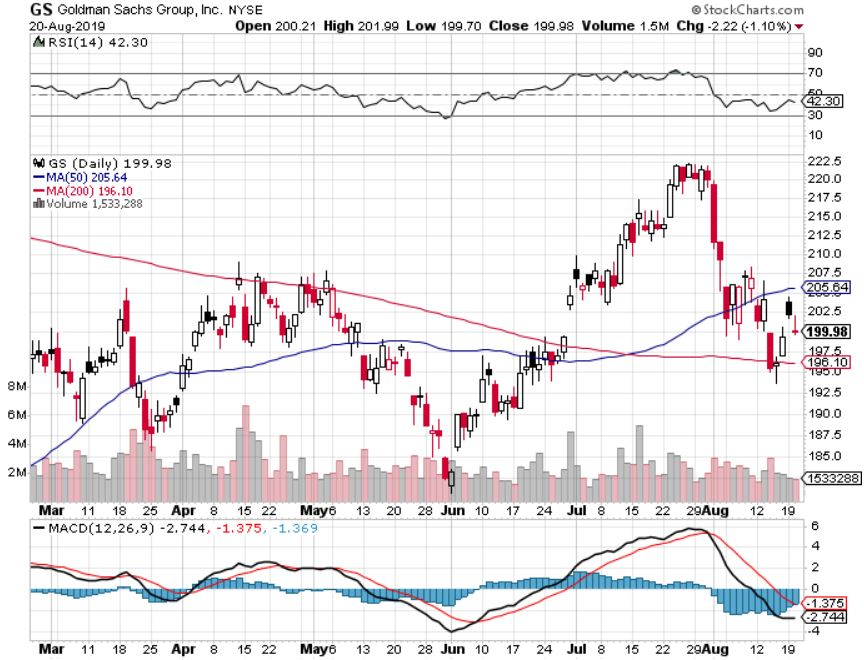 GS Goldman Sachs Group, Inc. NYSE © StockCharts.com
20-Aug-2019 Open 200.21 High 201.99 Low 199.70 Close 199.98 Volume 1.5M Chg -2.22 (-1.10%)
RSI(14) 42.30
90
70
50
42.30
30
10
GS (Daily) 199.98
MA(50) 205.64
MA(200) 196.10
Volume 1,533,288
222.5
220.0
217.5
215.0
212.5
210.0
207.5
205.64
202.5
199.98
197.5
196.10
195.0
192.5
190.0
187.5
185.0
1533288
8M
6M
4M
2M
Mar 11 18 25 Apr 8 15 22 May 6 13 20 28 Jun 10 17 24 Jul 8 15 22 29 Aug 12 19
MACD(12,26,9) -2.744, -1.375, -1.369
6
4
2
0
-1.375
-2.744
-4
Mar 11 18 25 Apr 8 15 22 May 6 13 20 28 Jun 10 17 24 Jul 8 15 22 29 Aug 12 19